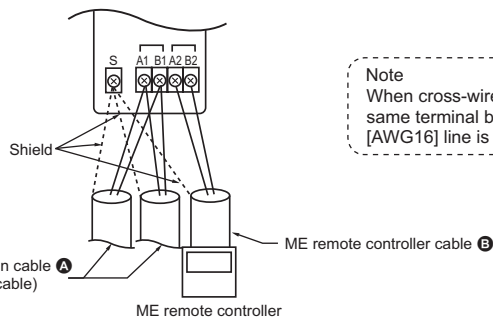 S A1 B1 A2 B2
Note
When cross-wire
same terminal b
[AWG16] line is
Shield
ME remote controller cable B
n cable A
cable)
ME remote controller